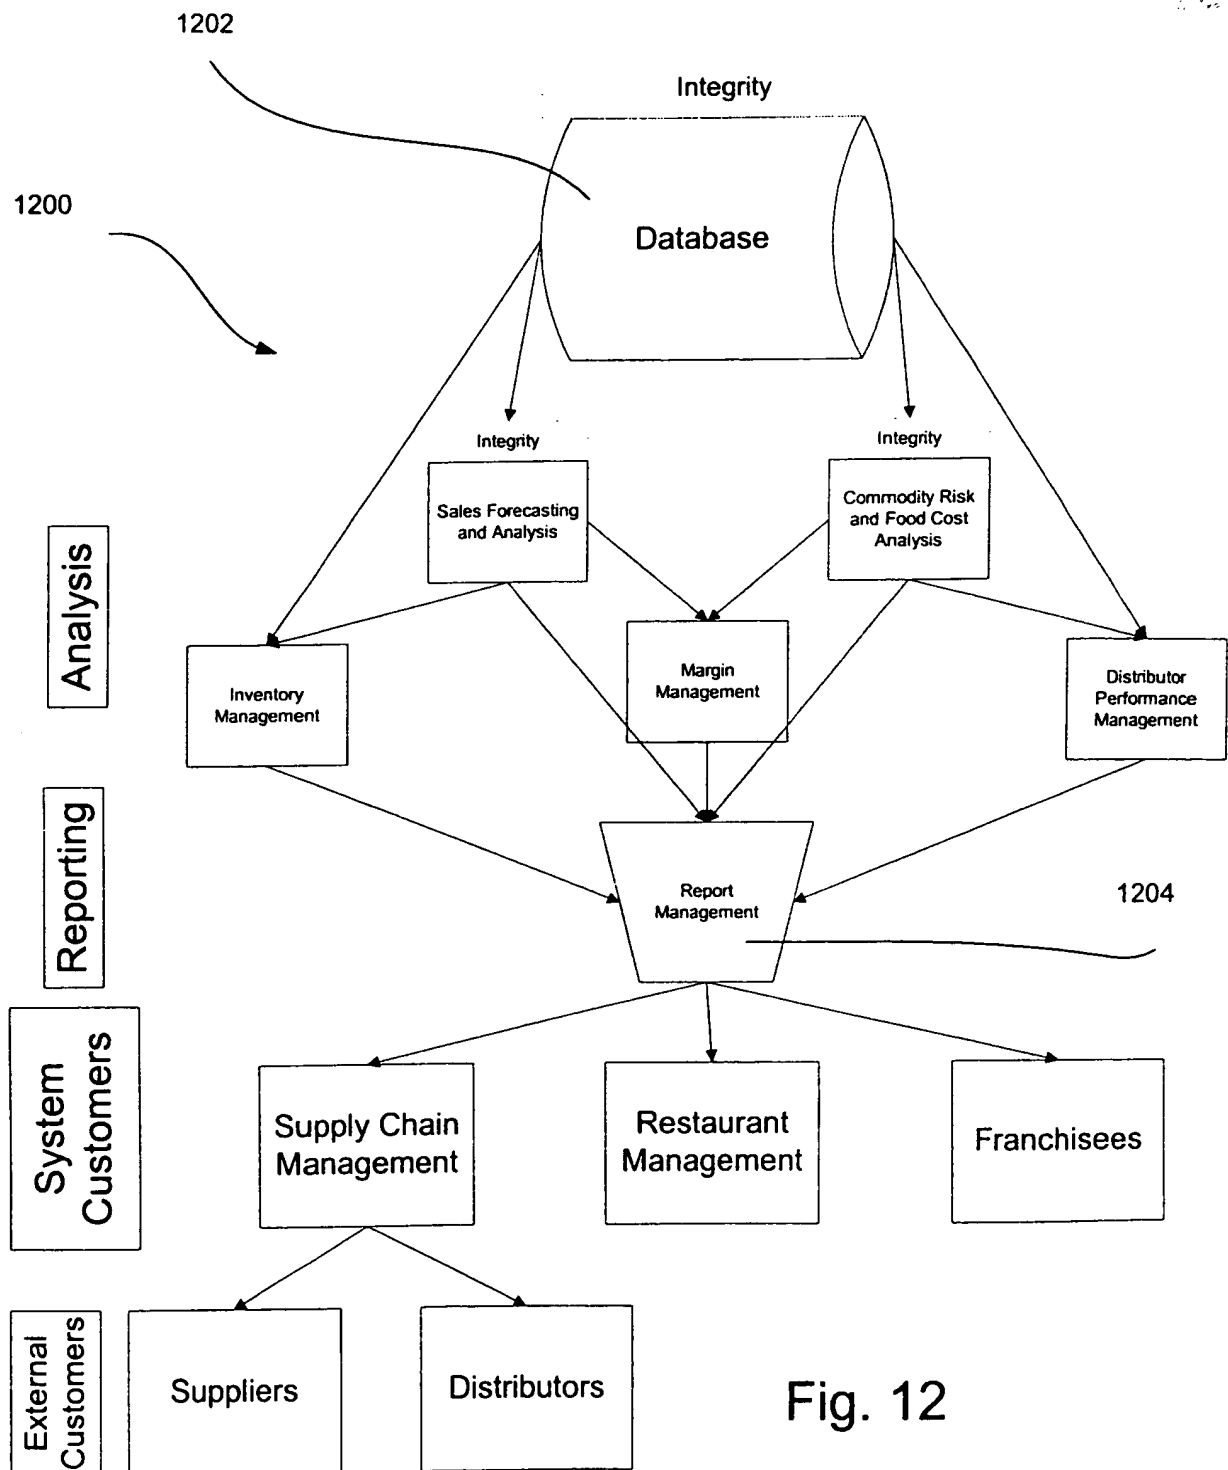 1202
Integrity
1200
Database
Integrity
Integrity
Sales Forecasting
and Analysis
Commodity Risk
and Food Cost
Analysis
Analysis
Inventory
Management
Margin
Management
Distributor
Performance
Management
Reporting
Report
Management
1204
System
Customers
Supply Chain
Management
Restaurant
Management
Franchisees
External
Customers
Suppliers
Distributors
Fig. 12